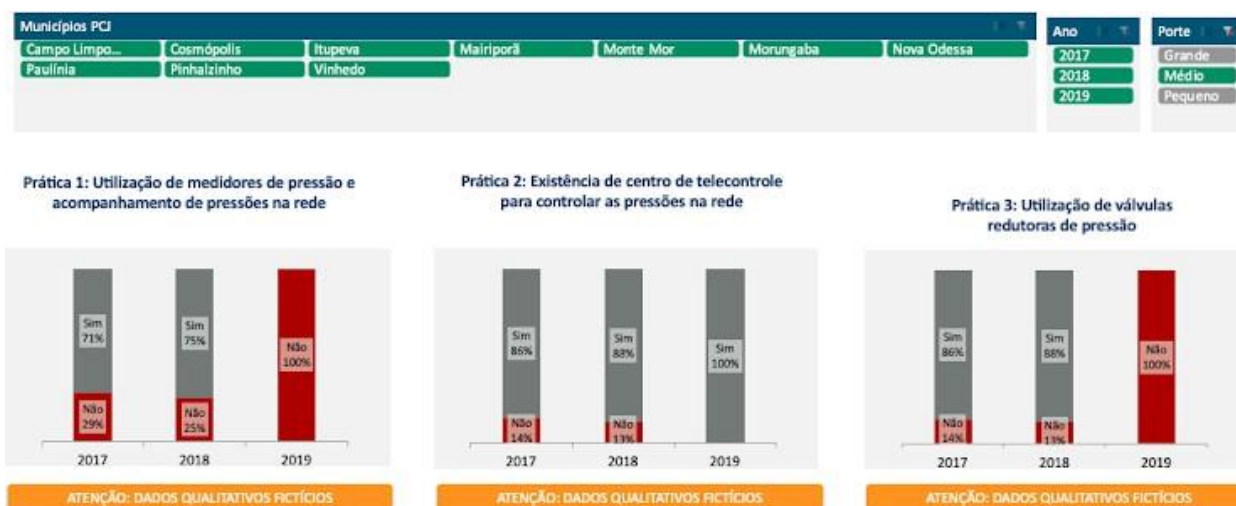 Municípios PCJ
Campo Limpo... Cosmópolis Itupeva Mairiporã Monte Mor Morungaba Nova Odessa
Paulínia Pinhalzinho Vinhedo
Ano
2017
2018
2019
Porte
Grande
Médio
Pequeno
Prática 1: Utilização de medidores de pressão e
acompanhamento de pressões na rede
Sim
71%
Não
29%
Sim
75%
Não
25%
Não
100%
2017 2018 2019
ATENÇÃO: DADOS QUALITATIVOS FICTÍCIOS
Prática 2: Existência de centro de telecontrole
para controlar as pressões na rede
Sim
86%
Não
14%
Sim
88%
Não
13%
Sim
100%
2017 2018 2019
ATENÇÃO: DADOS QUALITATIVOS FICTÍCIOS
Prática 3: Utilização de válvulas
redutoras de pressão
Sim
86%
Não
14%
Sim
88%
Não
13%
Não
100%
2017 2018 2019
ATENÇÃO: DADOS QUALITATIVOS FICTÍCIOS